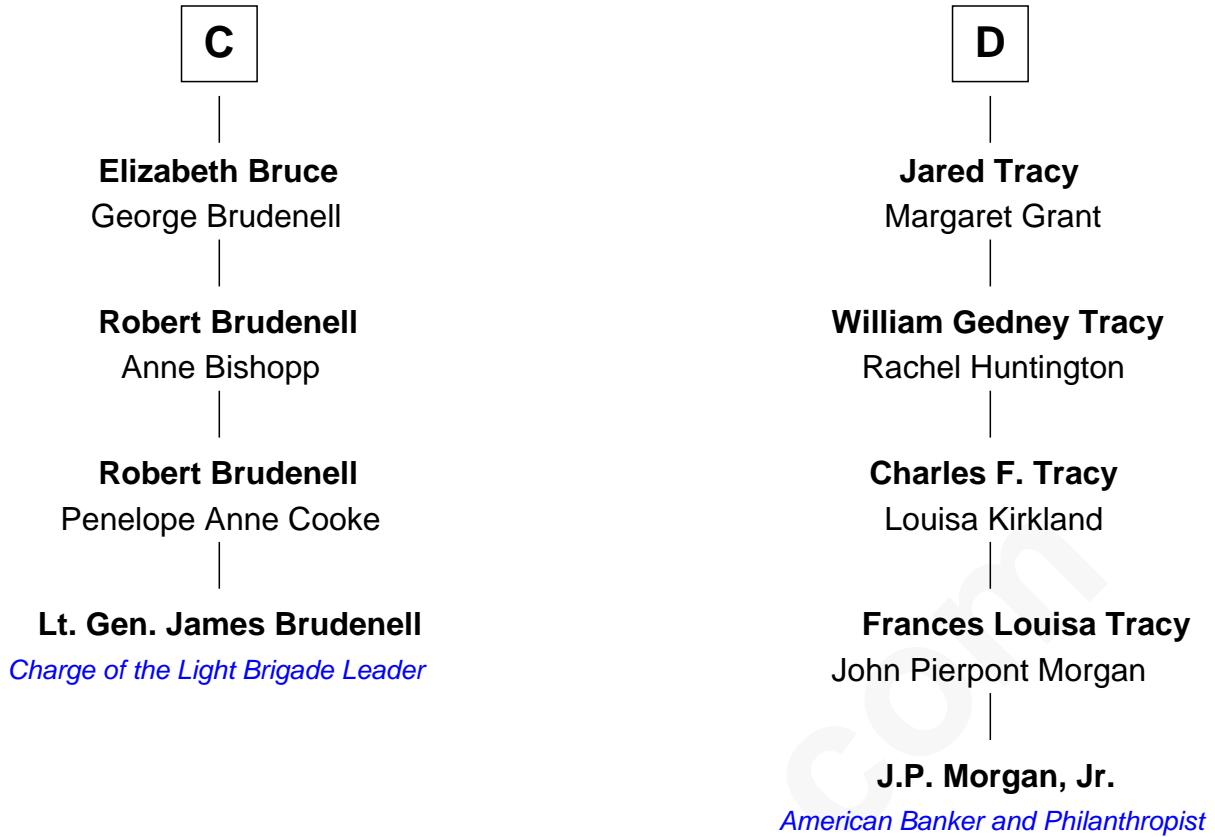 C
Elizabeth Bruce
George Brudenell
Robert Brudenell
Anne Bishopp
Robert Brudenell
Penelope Anne Cooke
Lt. Gen. James Brudenell
Charge of the Light Brigade Leader
D
Jared Tracy
Margaret Grant
William Gedney Tracy
Rachel Huntington
Charles F. Tracy
Louisa Kirkland
Frances Louisa Tracy
John Pierpont Morgan
J.P. Morgan, Jr.
American Banker and Philanthropist
com